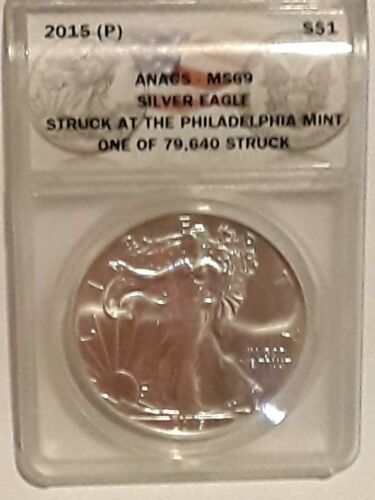 2015 (P) S$1
ANACS - MS69
SILVER EAGLE
STRUCK AT THE PHILADELPHIA MINT
ONE OF 79,640 STRUCK